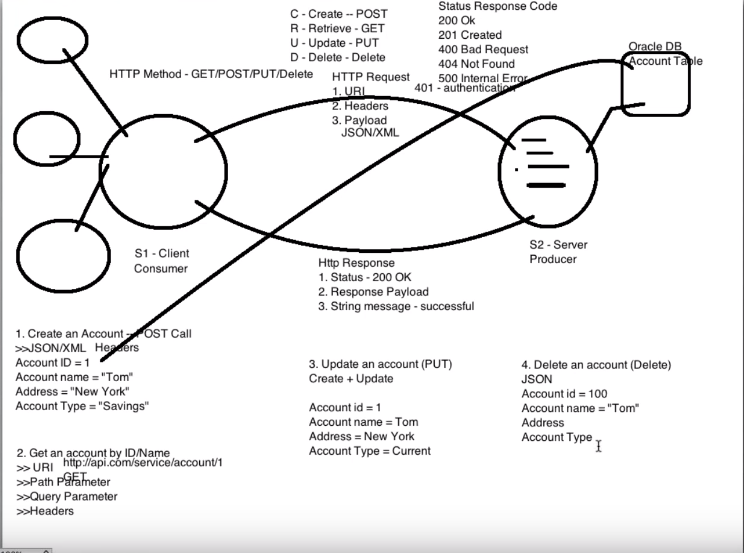 C - Create -- POST
R - Retrieve - GET
U - Update - PUT
D - Delete - Delete
Status Response Code
200 Ok
201 Created
400 Bad Request
404 Not Found
500 Internal Error
401 - authentication
Oracle DB
Account Table
HTTP Method - GET/POST/PUT/Delete
HTTP Request
1. URI
2. Headers
3. Payload
JSON/XML
S1 - Client
Consumer
S2 - Server
Producer
Http Response
1. Status - 200 OK
2. Response Payload
3. String message - successful
1. Create an Account -- POST Call
>>JSON/XML Headers
Account ID = 1
Account name = "Tom"
Address = "New York"
Account Type = "Savings"
2. Get an account by ID/Name
>> URI http://api.com/service/account/1
GET
>>Path Parameter
>>Query Parameter
>>Headers
3. Update an account (PUT)
Create + Update
Account id = 1
Account name = Tom
Address = New York
Account Type = Current
4. Delete an account (Delete)
JSON
Account id = 100
Account name = "Tom"
Address
Account Type